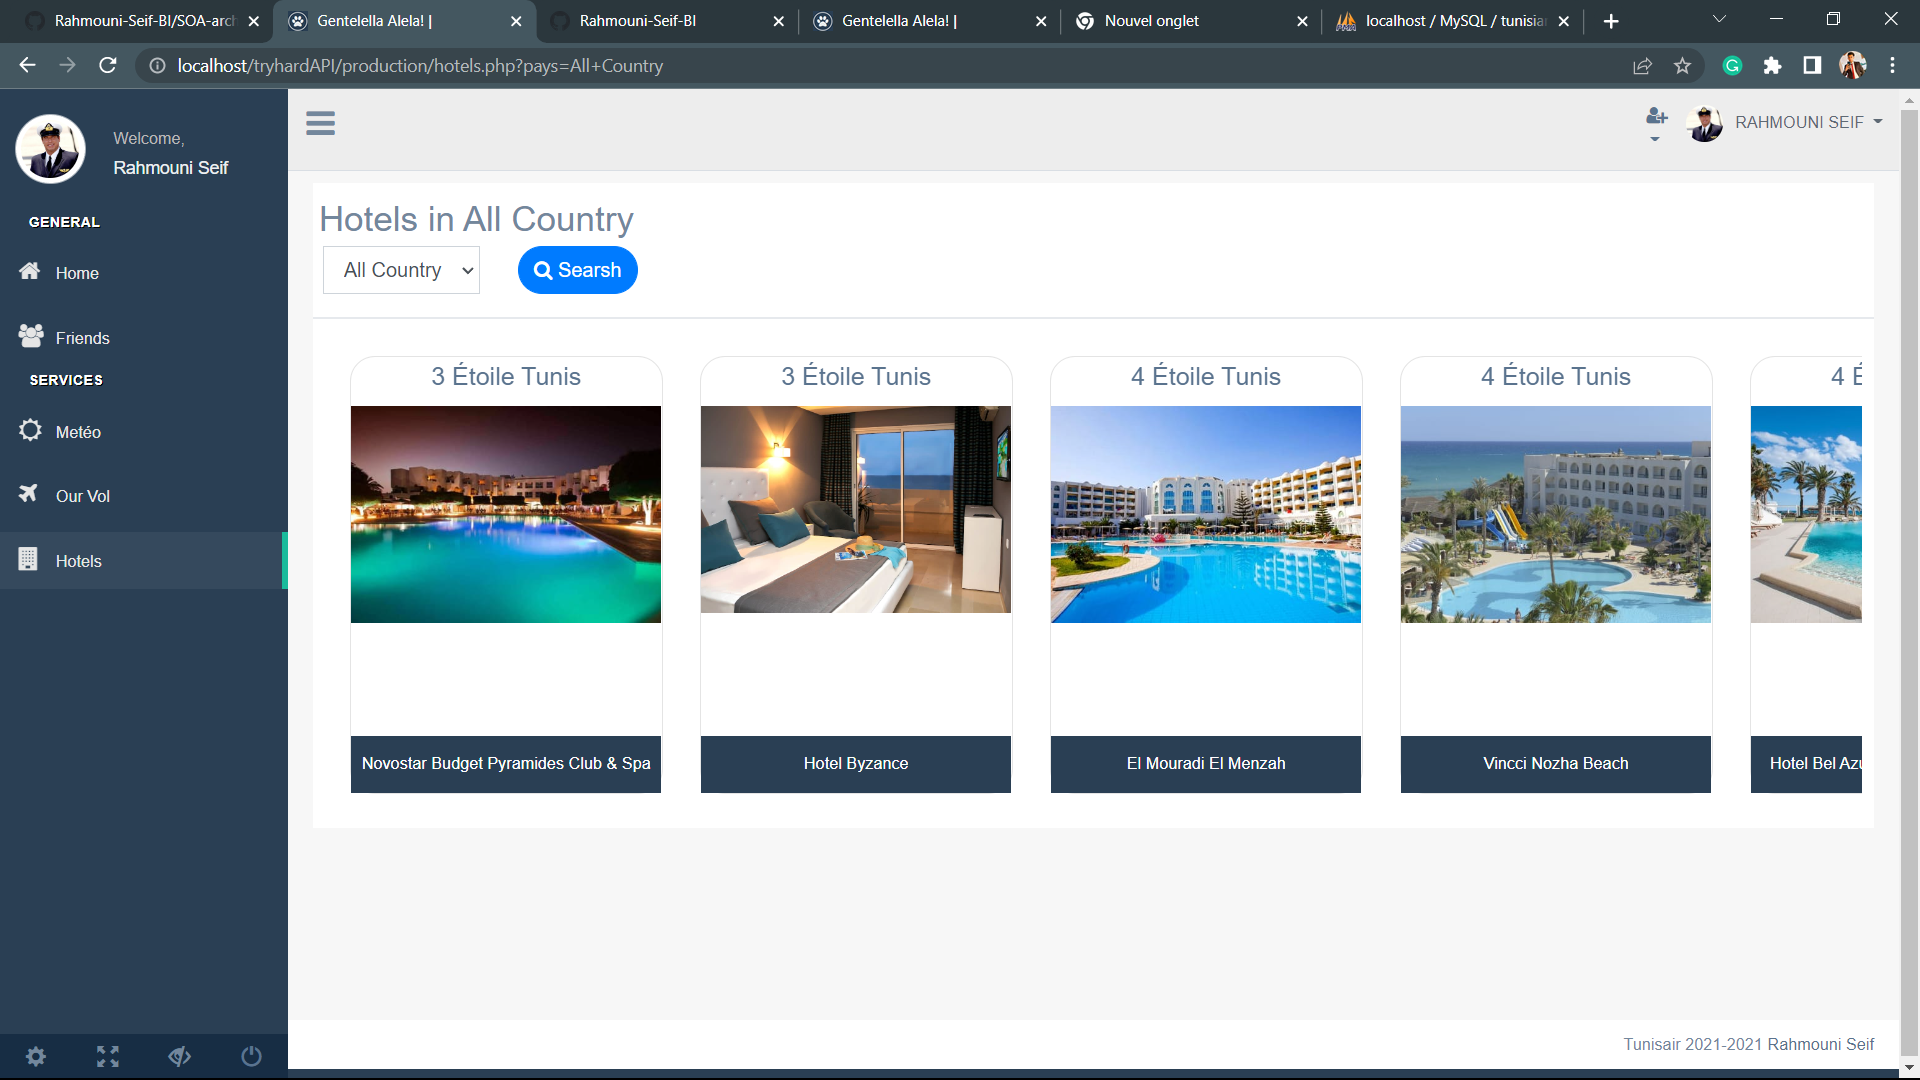 Rahmouni-Seif-BI/SOA-arch
Gentelella Alela! |
Rahmouni-Seif-BI
Gentelella Alela! |
Nouvel onglet
localhost / MySQL / tunisiar
localhost/tryhardAPI/production/hotels.php?pays=All+Country
Welcome,
Rahmouni Seif
RAHMOUNI SEIF
GENERAL
Home
Friends
SERVICES
Metéo
Our Vol
Hotels
Hotels in All Country
All Country
Searsh
3 Étoile Tunis
3 Étoile Tunis
4 Étoile Tunis
4 Étoile Tunis
4 É
Novostar Budget Pyramides Club & Spa
Hotel Byzance
El Mouradi El Menzah
Vincci Nozha Beach
Hotel Bel Azu
Tunisair 2021-2021 Rahmouni Seif